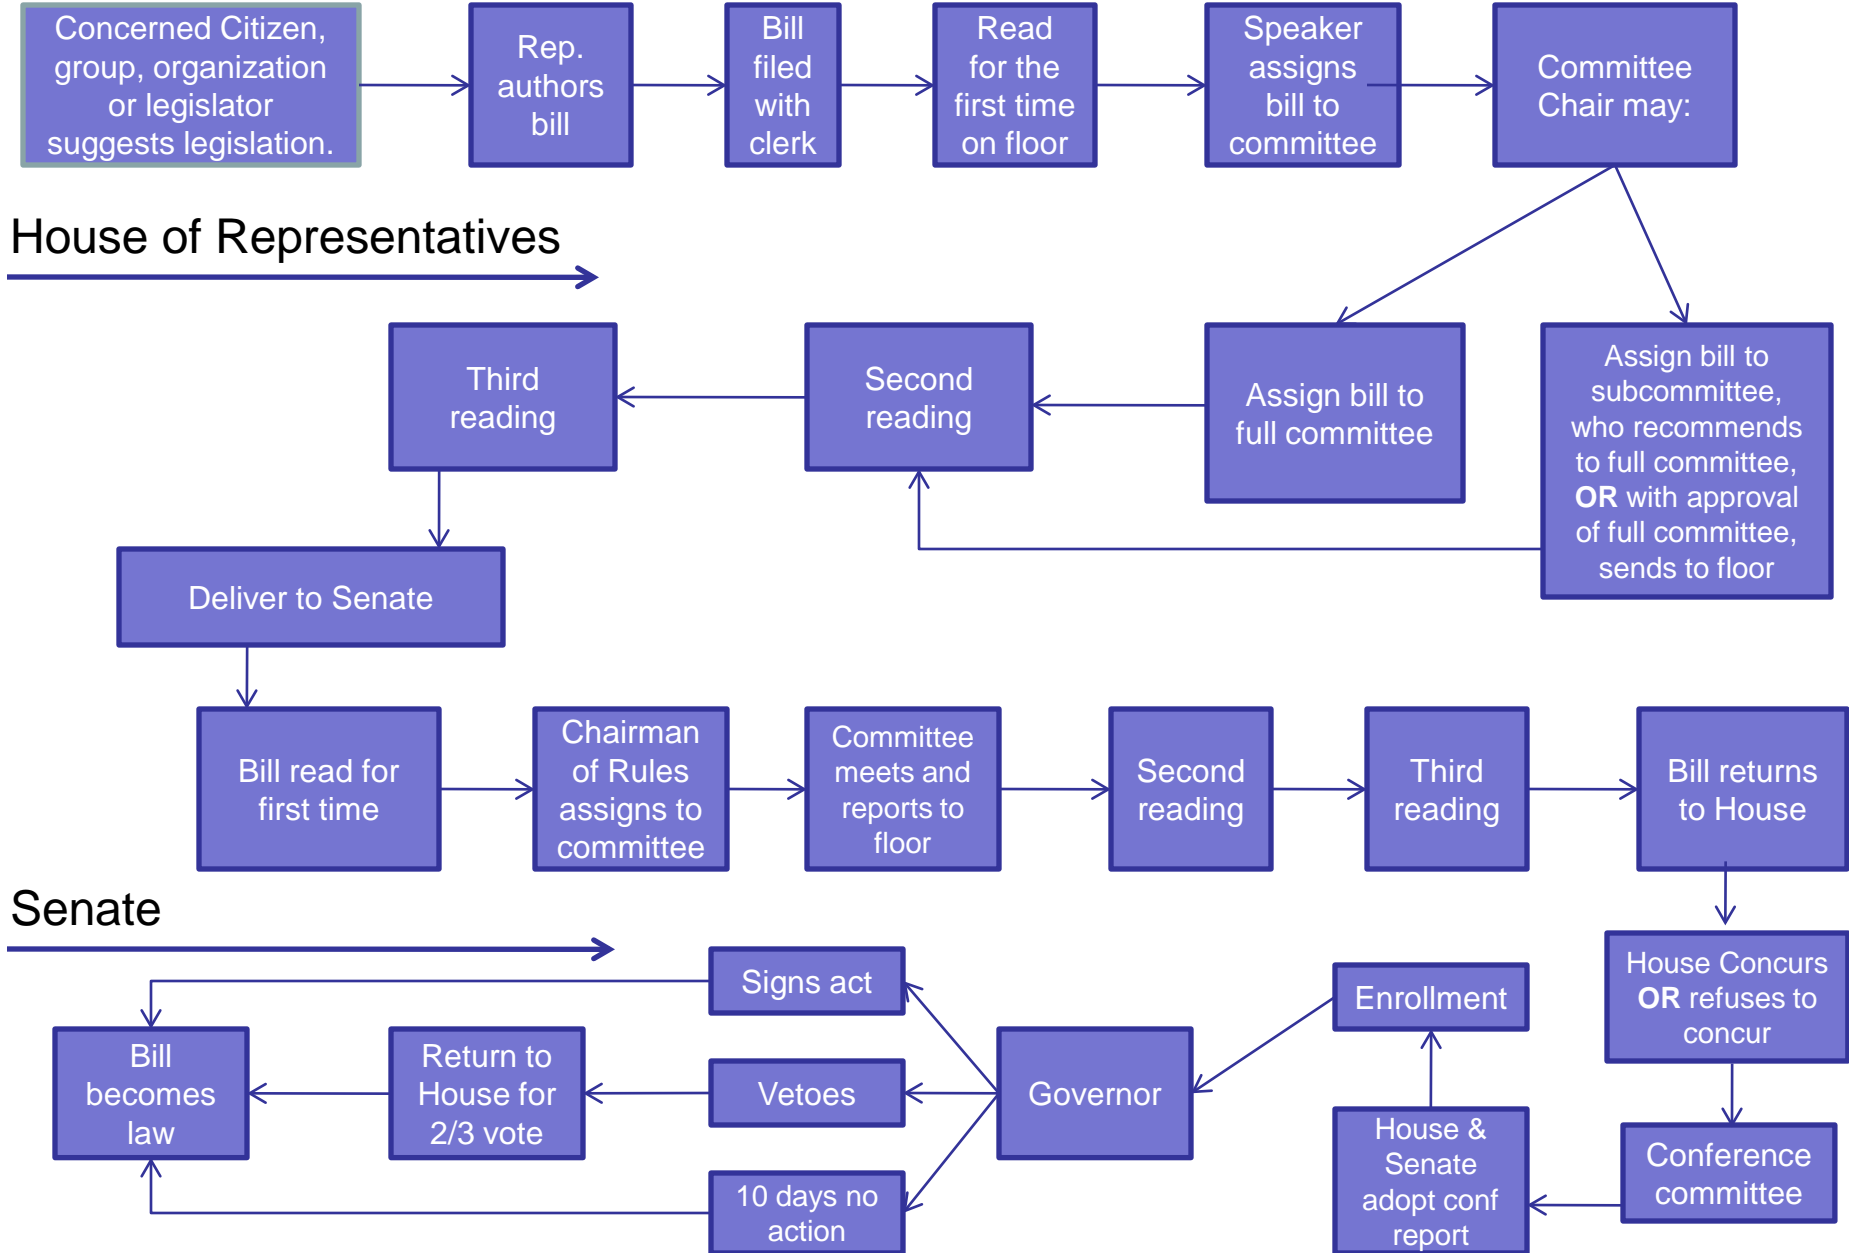 Concerned Citizen,
group, organization
or legislator
suggests legislation.
Rep.
authors
bill
Bill
filed
with
clerk
Read
for the
first time
on floor
Speaker
assigns
bill to
committee
Committee
Chair may:
House of Representatives
Third
reading
Second
reading
Assign bill to
full committee
Assign bill to
subcommittee,
who recommends
to full committee,
OR with approval
of full committee,
sends to floor
Deliver to Senate
Bill read for
first time
Chairman
of Rules
assigns to
committee
Committee
meets and
reports to
floor
Second
reading
Third
reading
Bill returns
to House
Senate
House Concurs
OR refuses to
concur
Signs act
Enrollment
Bill
becomes
law
Return to
House for
2/3 vote
Vetoes
Governor
House &
Senate
adopt conf
report
Conference
committee
10 days no
action